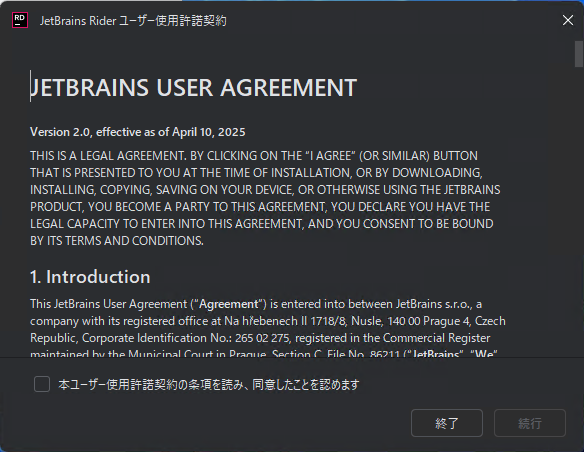 RD JetBrains Rider ユーザー使用許諾契約
JETBRAINS USER AGREEMENT
Version 2.0, effective as of April 10, 2025
THIS IS A LEGAL AGREEMENT. BY CLICKING ON THE “I AGREE” (OR SIMILAR) BUTTON
THAT IS PRESENTED TO YOU AT THE TIME OF INSTALLATION, OR BY DOWNLOADING,
INSTALLING, COPYING, SAVING ON YOUR DEVICE, OR OTHERWISE USING THE JETBRAINS
PRODUCT, YOU BECOME A PARTY TO THIS AGREEMENT, YOU DECLARE YOU HAVE THE
LEGAL CAPACITY TO ENTER INTO THIS AGREEMENT, AND YOU CONSENT TO BE BOUND
BY ITS TERMS AND CONDITIONS.
1. Introduction
This JetBrains User Agreement (“Agreement”) is entered into between JetBrains s.r.o., a
company with its registered office at Na hřebenech II 1718/8, Nusle, 140 00 Prague 4, Czech
Republic, Corporate Identification No.: 265 02 275, registered in the Commercial Register
maintained by the Municipal Court in Prague, Section C, File No. 86211 (“JetBrains”, “We”
本ユーザー使用許諾契約の条項を読み、同意したことを認めます
終了
続行